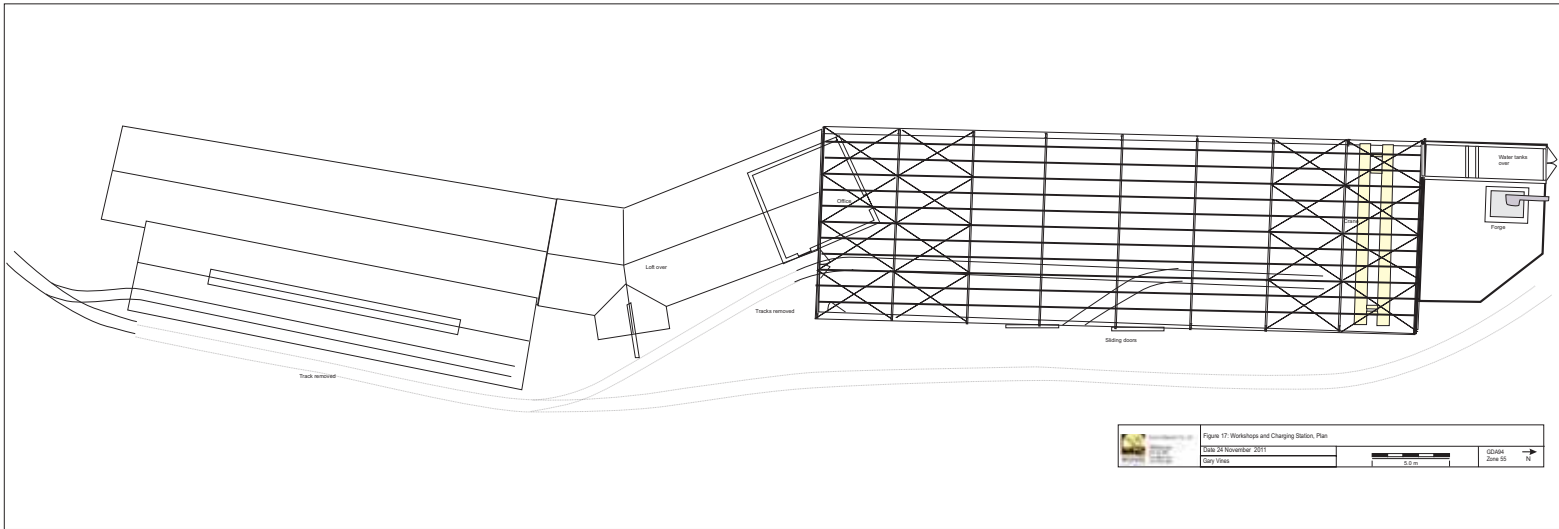 Water tanks
over
Office
Crane
Forge
Loft over
Tracks removed
Sliding doors
Track removed
Figure 17: Workshops and Charging Station, Plan
Date 24 November 2011
Gary Vines
5.0 m
GDA94
Zone 55
N